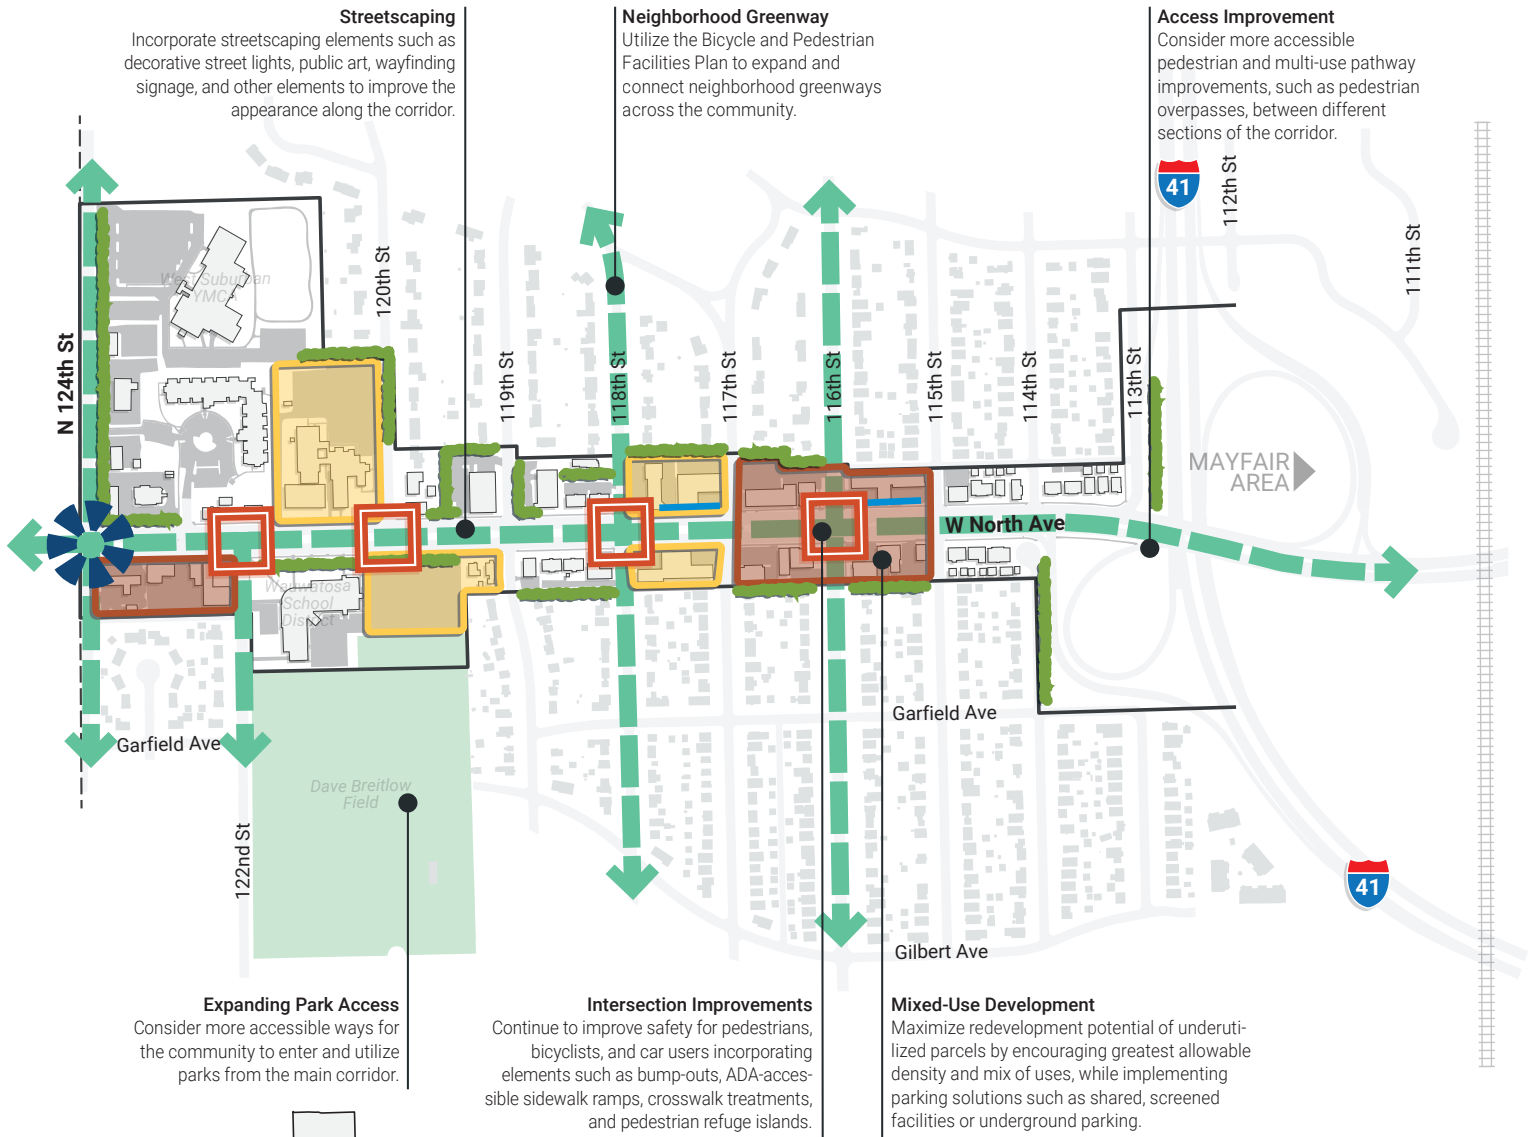 Streetscaping
Incorporate streetscaping elements such as
decorative street lights, public art, wayfinding
signage, and other elements to improve the
appearance along the corridor.
Neighborhood Greenway
Utilize the Bicycle and Pedestrian
Facilities Plan to expand and
connect neighborhood greenways
across the community.
Access Improvement
Consider more accessible
pedestrian and multi-use pathway
improvements, such as pedestrian
overpasses, between different
sections of the corridor.
41
112th St
111th St
120th St
West Suburban
YMCA
N 124th St
119th St
118th St
117th St
116th St
115th St
114th St
113th St
MAYFAIR
AREA
W North Ave
Wauwatosa
School
District
Garfield Ave
Garfield Ave
Dave Breitlow
Field
122nd St
41
Gilbert Ave
Expanding Park Access
Consider more accessible ways for
the community to enter and utilize
parks from the main corridor.
Intersection Improvements
Continue to improve safety for pedestrians,
bicyclists, and car users incorporating
elements such as bump-outs, ADA-acces-
sible sidewalk ramps, crosswalk treatments,
and pedestrian refuge islands.
Mixed-Use Development
Maximize redevelopment potential of underuti-
lized parcels by encouraging greatest allowable
density and mix of uses, while implementing
parking solutions such as shared, screened
facilities or underground parking.